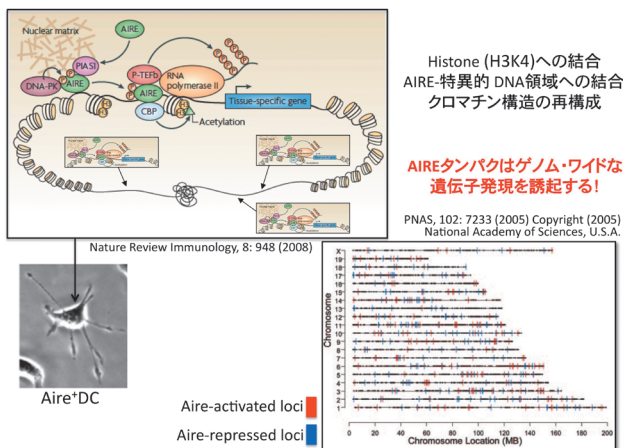 Nuclear matrix
AIRE
PIASI
P
P
DNA-PK
AIRE
P-TEFb
RNA
polymerase II
P
AIRE
CBP
H3
H3
Acetylation
Tissue-specific gene
Nature Review Immunology, 8: 948 (2008)
Histone (H3K4)への結合
AIRE-特異的 DNA領域への結合
クロマチン構造の再構成
AIREタンパクはゲノム・ワイドな
遺伝子発現を誘起する!
PNAS, 102: 7233 (2005) Copyright (2005)
National Academy of Sciences, U.S.A.
Aire⁺DC
Aire-activated loci
Aire-repressed loci
Chromosome
X
19
18
17
16
15
14
13
12
11
10
9
8
7
6
5
4
3
2
1
0 20 40 60 80 100 120 140 160 180 200
Chromosome Location (MB)